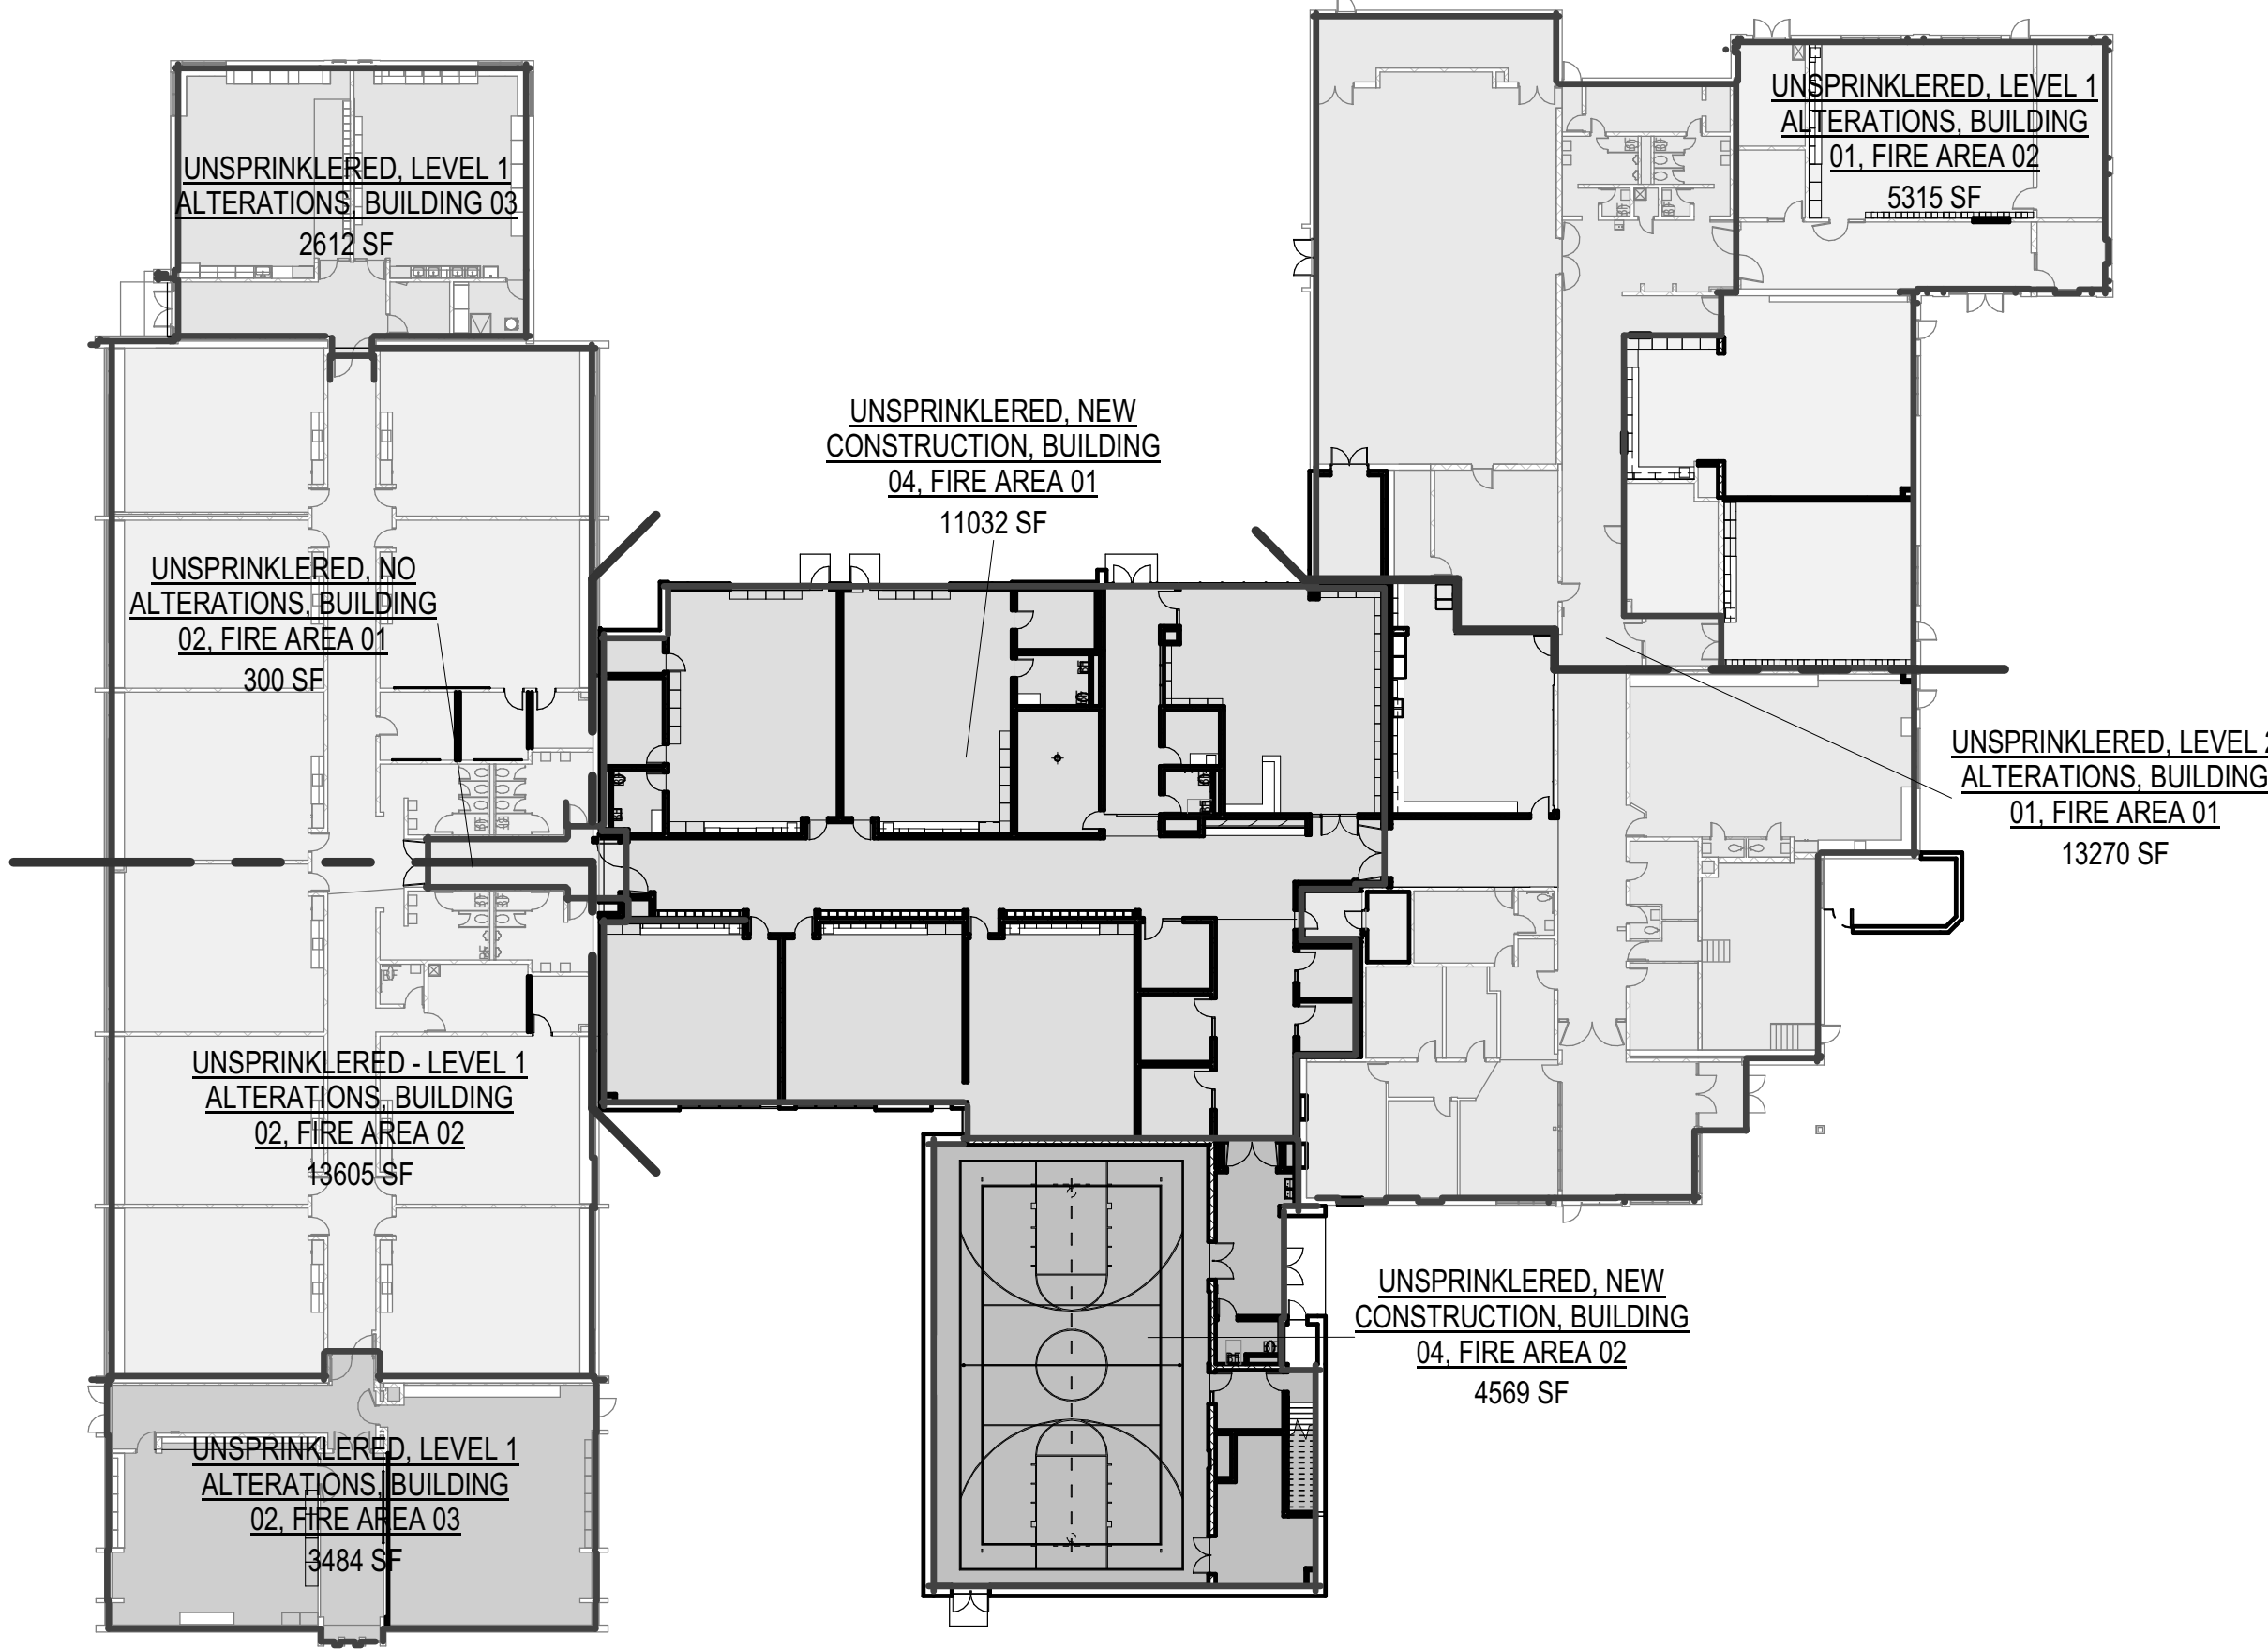 UNSPRINKLERED, LEVEL 1
ALTERATIONS, BUILDING
01, FIRE AREA 02
5315 SF
UNSPRINKLERED, LEVEL 1
ALTERATIONS, BUILDING 03
2612 SF
UNSPRINKLERED, NEW
CONSTRUCTION, BUILDING
04, FIRE AREA 01
11032 SF
UNSPRINKLERED, NO
ALTERATIONS, BUILDING
02, FIRE AREA 01
300 SF
UNSPRINKLERED, LEVEL 2
ALTERATIONS, BUILDING
01, FIRE AREA 01
13270 SF
UNSPRINKLERED - LEVEL 1
ALTERATIONS, BUILDING
02, FIRE AREA 02
13605 SF
UNSPRINKLERED, NEW
CONSTRUCTION, BUILDING
04, FIRE AREA 02
4569 SF
UNSPRINKLERED, LEVEL 1
ALTERATIONS, BUILDING
02, FIRE AREA 03
3484 SF